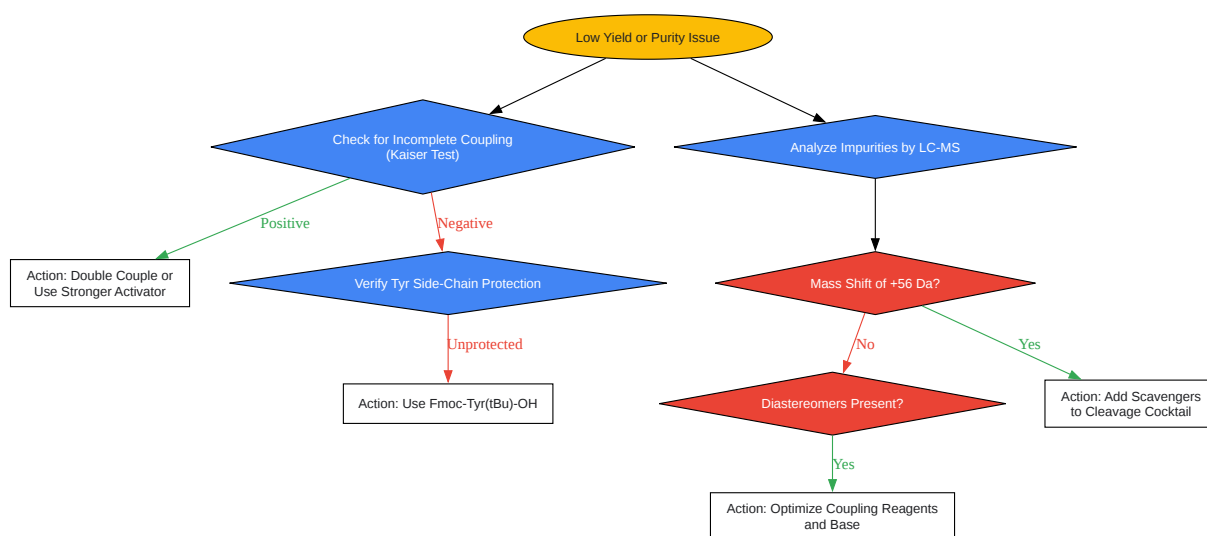 Low Yield or Purity Issue
Check for Incomplete Coupling
(Kaiser Test)
Analyze Impurities by LC-MS
Positive
Negative
Action: Double Couple or
Use Stronger Activator
Verify Tyr Side-Chain Protection
Mass Shift of +56 Da?
Unprotected
No
Yes
Action: Use Fmoc-Tyr(tBu)-OH
Diastereomers Present?
Action: Add Scavengers
to Cleavage Cocktail
Yes
Action: Optimize Coupling Reagents
and Base